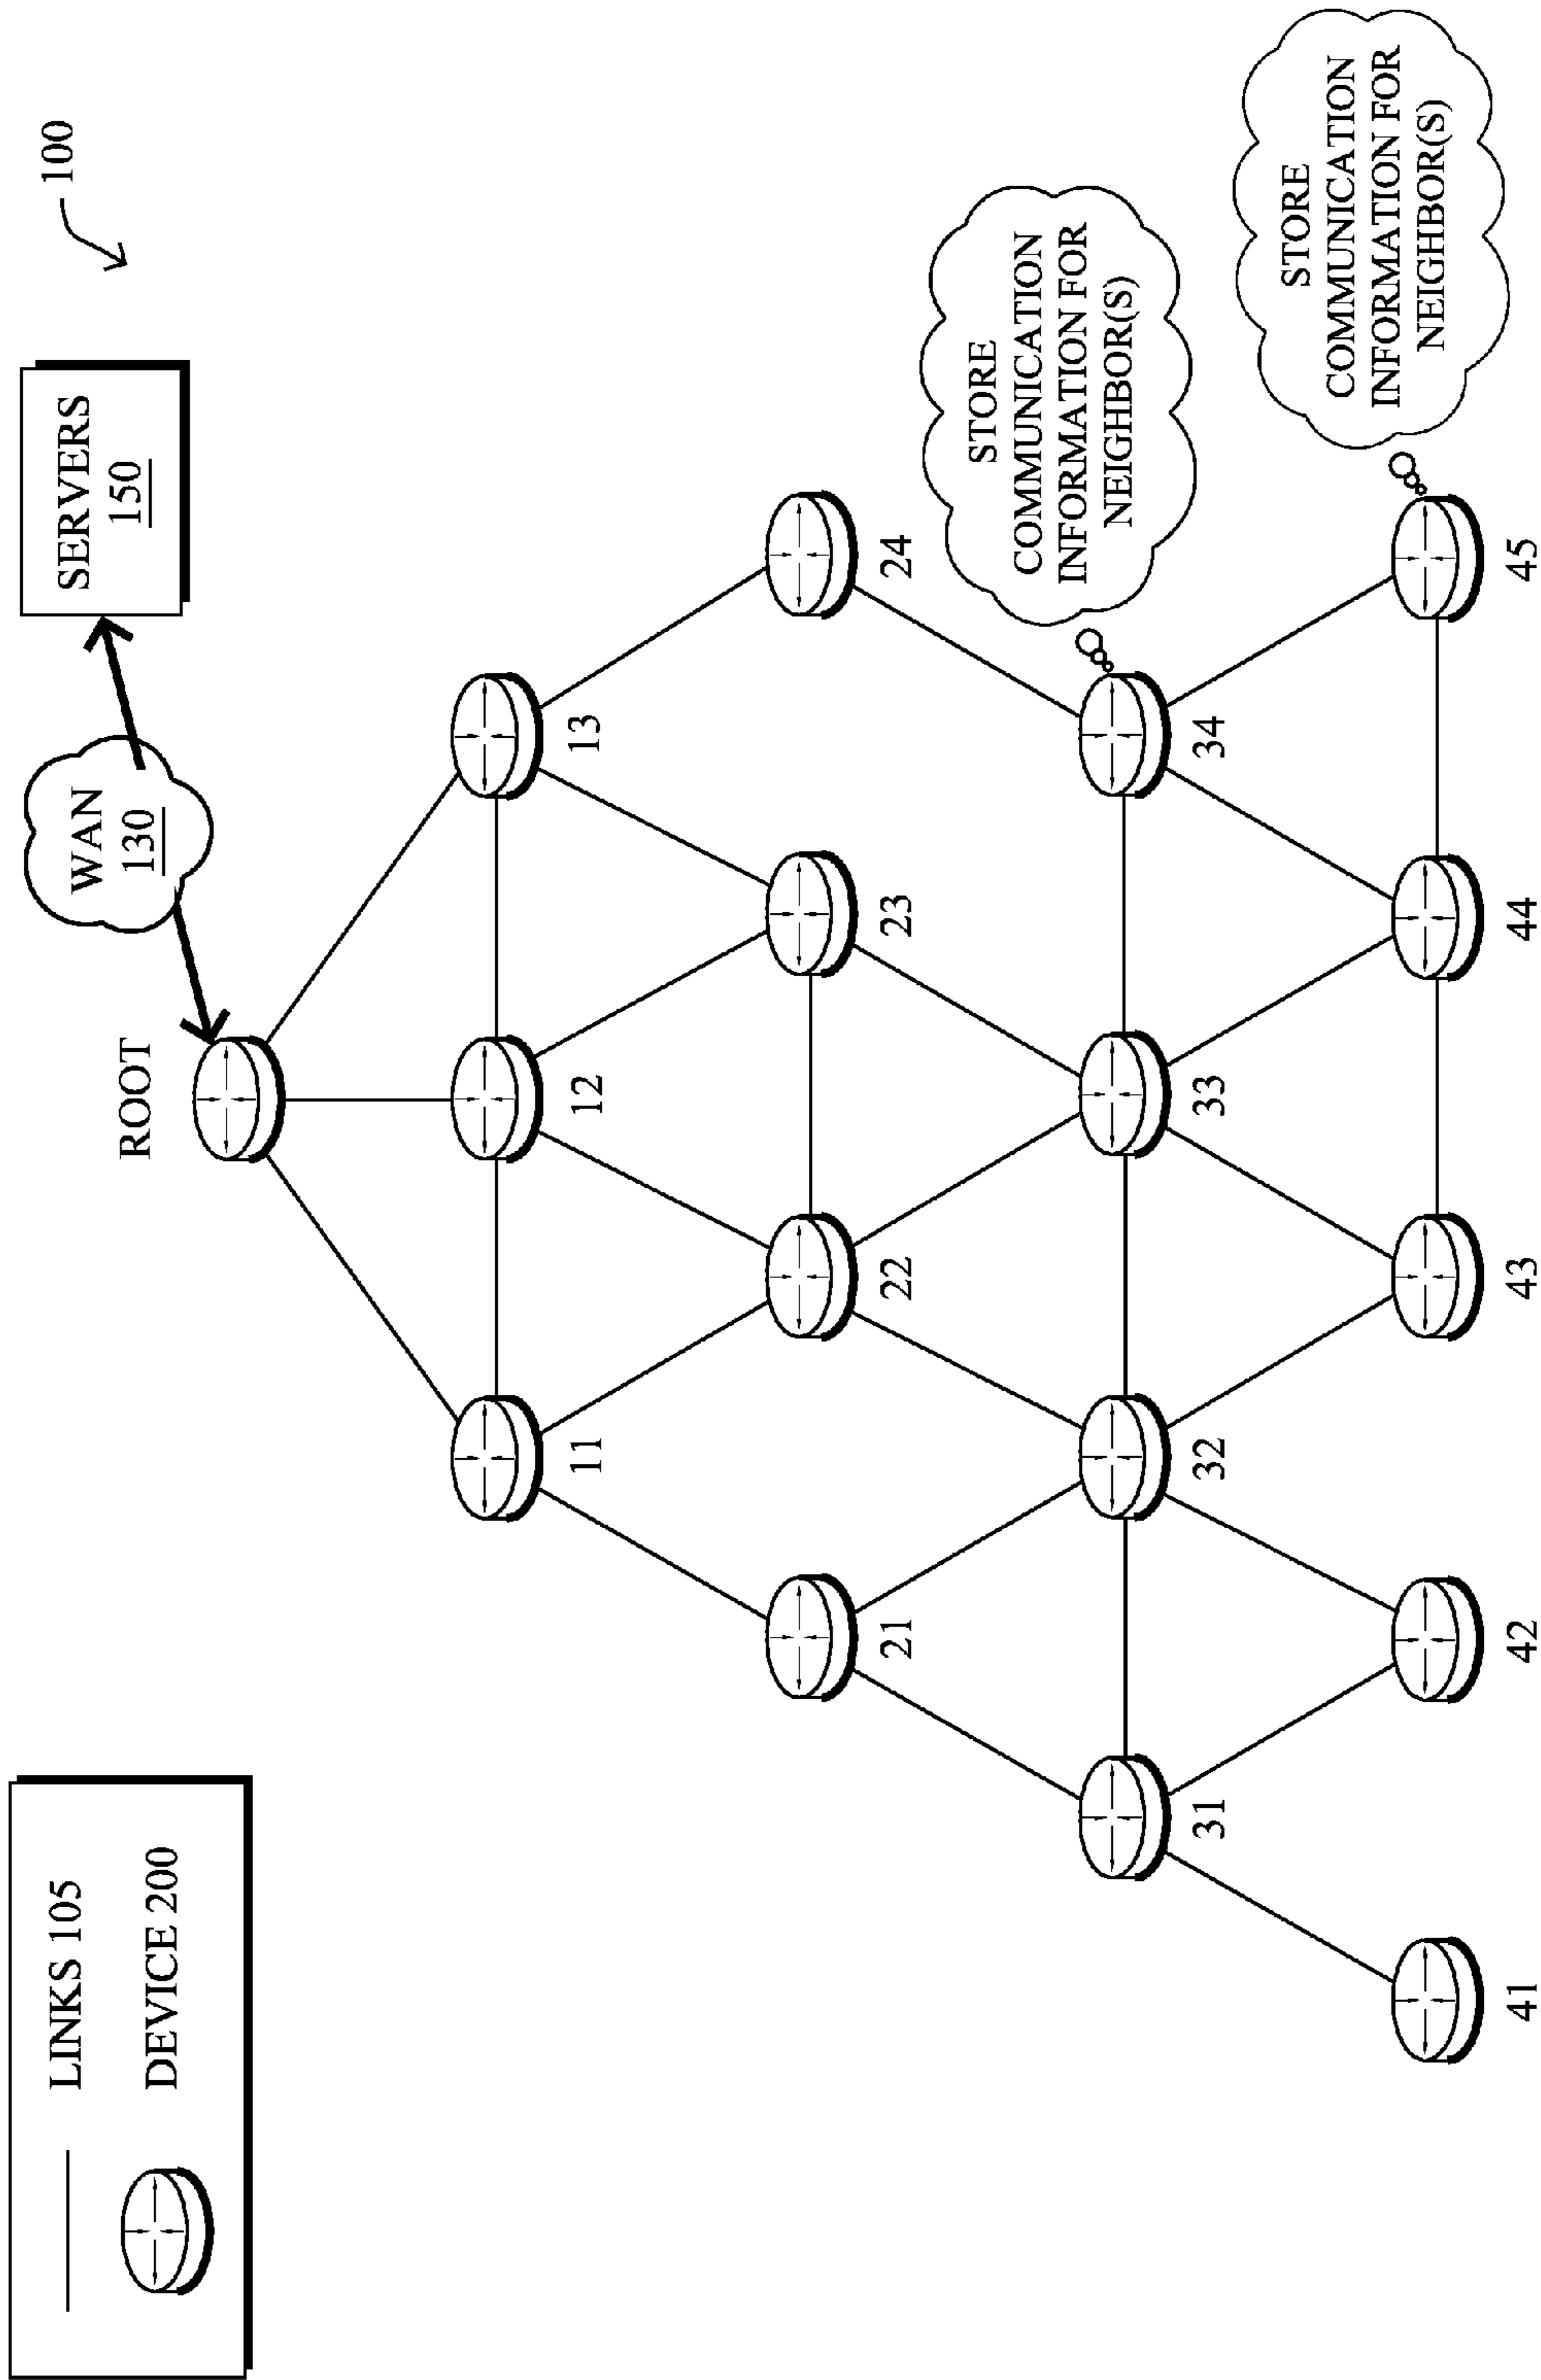 LINKS 105
DEVICE 200
ROOT
WAN
130
SERVERS
150
100
11
12
13
21
22
23
24
31
32
33
34
STORE
COMMUNICATION
INFORMATION FOR
NEIGHBOR(S)
41
42
43
44
45
STORE
COMMUNICATION
INFORMATION FOR
NEIGHBOR(S)